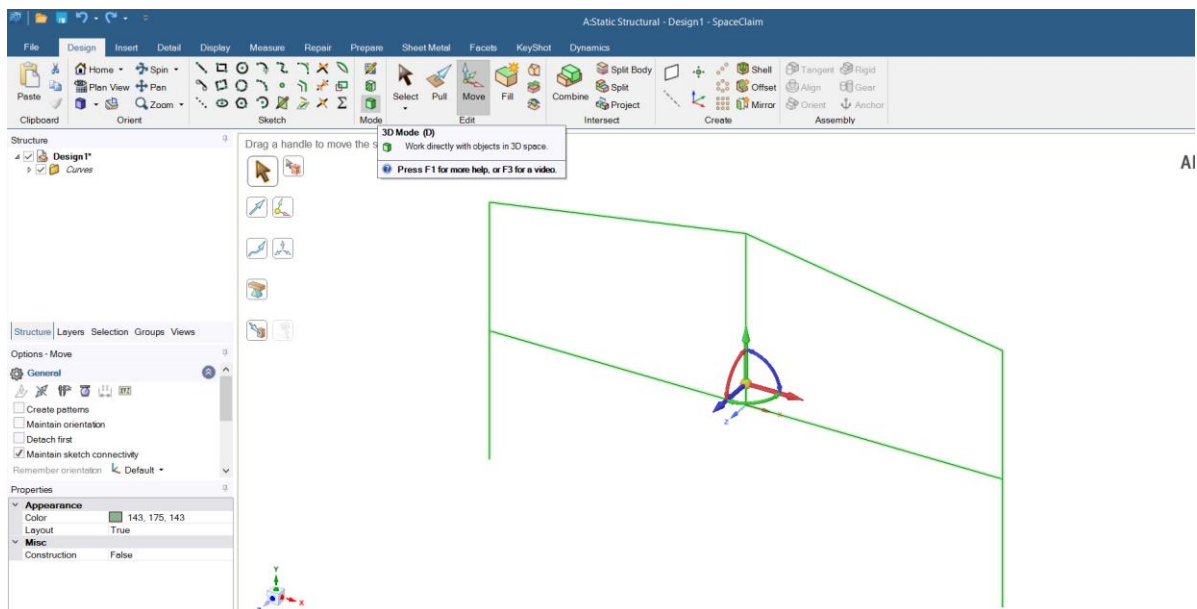 A:Static Structural - Design1 - SpaceClaim
File Design Insert Detail Display Measure Repair Prepare Sheet Metal Facets KeyShot Dynamics
Home Spin Split Body Shell Tangent Rigid
Paste Plan View Pan Select Pull Move Fill Combine Split Offset Align Gear
Zoom Project Mirror Orient Anchor
Clipboard Orient Sketch Mode Edit Intersect Create Assembly
Structure
Design1*
Curves
Drag a handle to move the s
3D Mode (D)
Work directly with objects in 3D space.
Press F1 for more help, or F3 for a video.
Structure Layers Selection Groups Views
Options - Move
General
XYZ
Create patterns
Maintain orientation
Detach first
Maintain sketch connectivity
Remember orientation Default
Properties
Appearance
Color 143, 175, 143
Layout True
Misc
Construction False
Z
Y
X